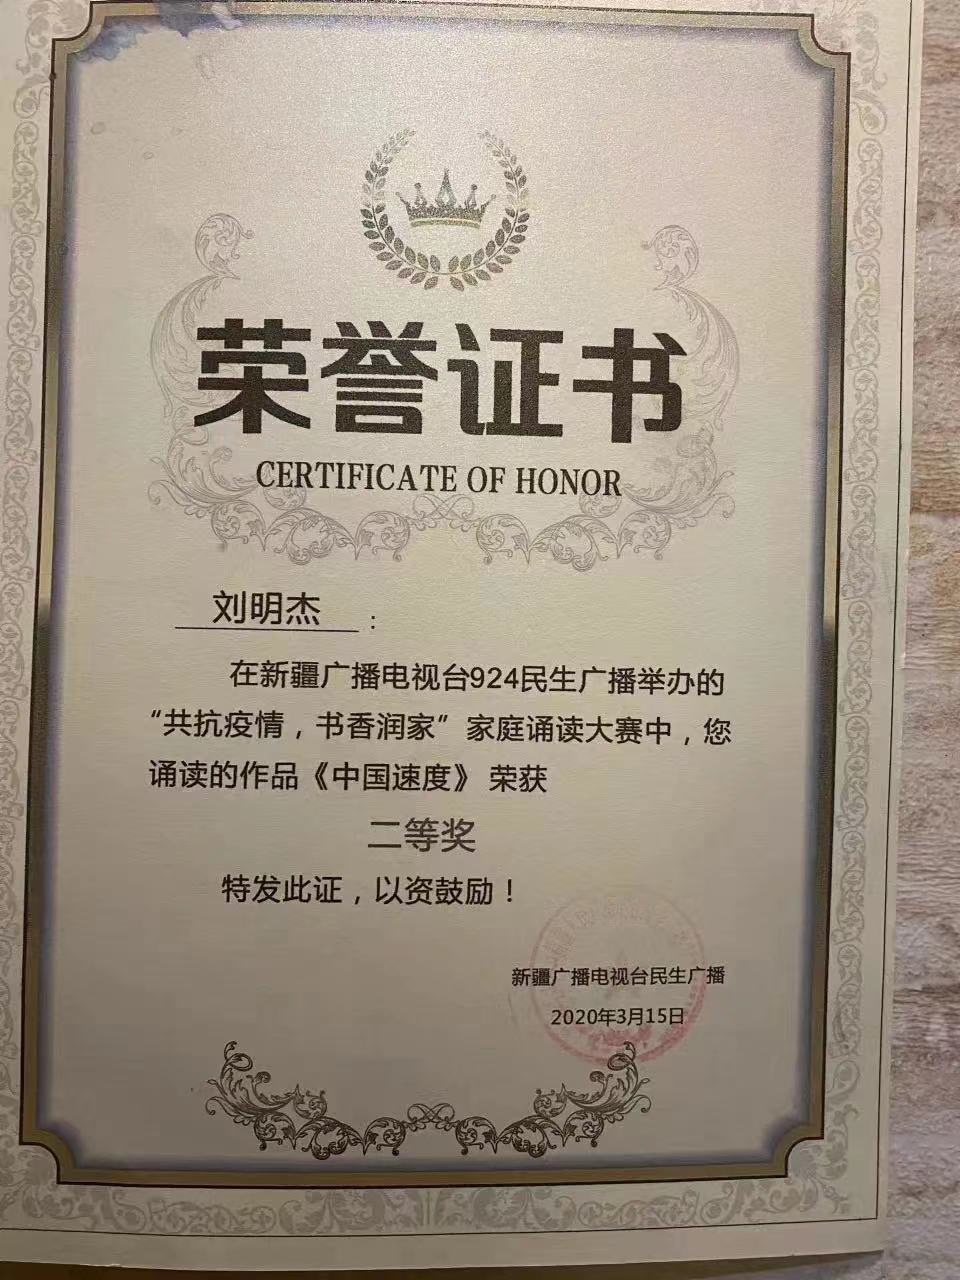 荣誉证书
CERTIFICATE OF HONOR
刘明杰：
在新疆广播电视台924民生广播举办的
“共抗疫情，书香润家”家庭诵读大赛中，您
诵读的作品《中国速度》荣获
二等奖
特发此证，以资鼓励！
新疆广播电视台民生广播
2020年3月15日